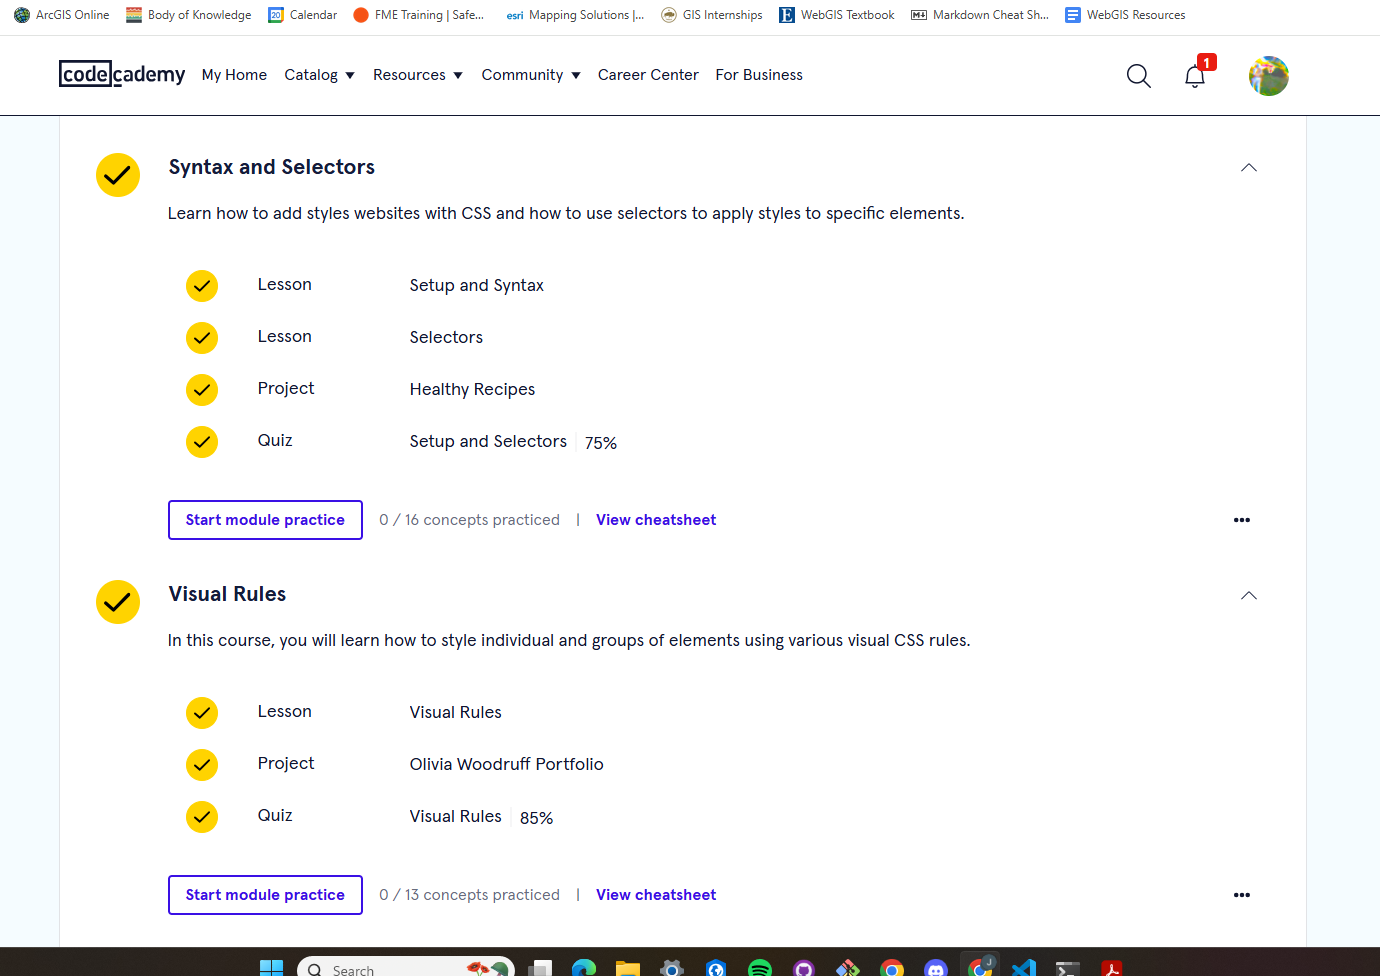 ArcGIS Online Body of Knowledge 20 Calendar FME Training | Safe... esri Mapping Solutions |... GIS Internships E WebGIS Textbook M Markdown Cheat Sh... WebGIS Resources
codecademy My Home Catalog Resources Community Career Center For Business 1
Syntax and Selectors
Learn how to add styles websites with CSS and how to use selectors to apply styles to specific elements.
Lesson Setup and Syntax
Lesson Selectors
Project Healthy Recipes
Quiz Setup and Selectors 75%
Start module practice 0 / 16 concepts practiced | View cheatsheet
Visual Rules
In this course, you will learn how to style individual and groups of elements using various visual CSS rules.
Lesson Visual Rules
Project Olivia Woodruff Portfolio
Quiz Visual Rules 85%
Start module practice 0 / 13 concepts practiced | View cheatsheet
Search J